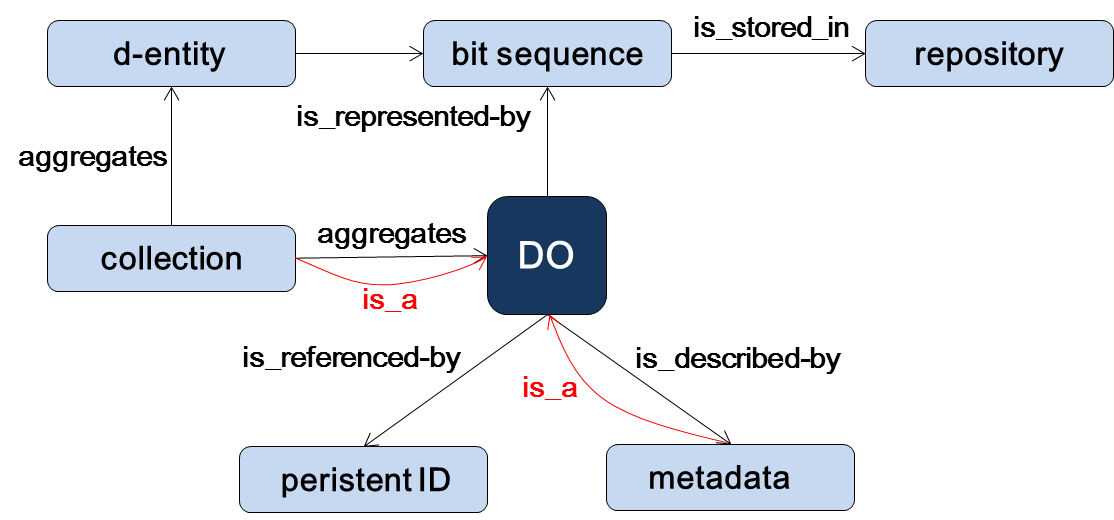 is_stored_in
d-entity
bit sequence
repository
is_represented-by
aggregates
aggregates
collection
DO
is_a
is_referenced-by
is_described-by
is_a
peristent ID
metadata